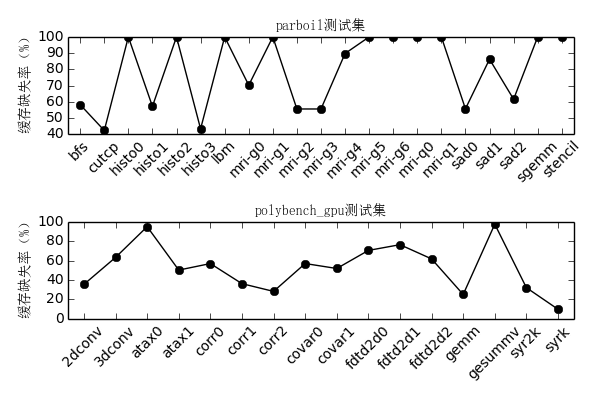 parboil测试集
缓存缺失率 (%)
100
90
80
70
60
50
40
bfs cutcp histo0 histo1 histo2 histo3 lbm mri-g0 mri-g1 mri-g2 mri-g3 mri-g4 mri-g5 mri-g6 mri-q0 mri-q1 sad0 sad1 sad2 sgemm stencil
polybench_gpu测试集
缓存缺失率 (%)
100
80
60
40
20
0
2dconv 3dconv atax0 atax1 corr0 corr1 corr2 covar0 covar1 fdtd2d0 fdtd2d1 fdtd2d2 gemm gesummv syr2k syrk